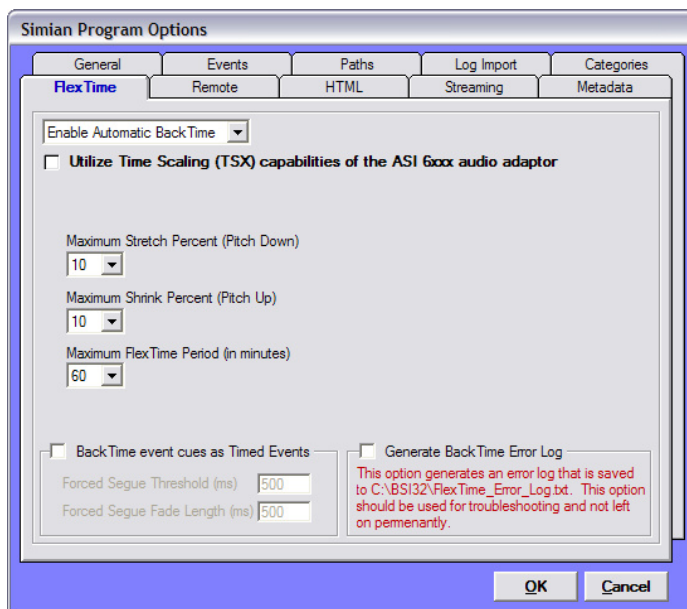 Simian Program Options
General Events Paths Log Import Categories
FlexTime Remote HTML Streaming Metadata
Enable Automatic BackTime
Utilize Time Scaling (TSX) capabilities of the ASI 6xxx audio adaptor
Maximum Stretch Percent (Pitch Down)
10
Maximum Shrink Percent (Pitch Up)
10
Maximum FlexTime Period (in minutes)
60
BackTime event cues as Timed Events
Forced Segue Threshold (ms) 500
Forced Segue Fade Length (ms) 500
Generate BackTime Error Log
This option generates an error log that is saved
to C:\BSI32\FlexTime_Error_Log.txt. This option
should be used for troubleshooting and not left
on permenantly.
OK Cancel